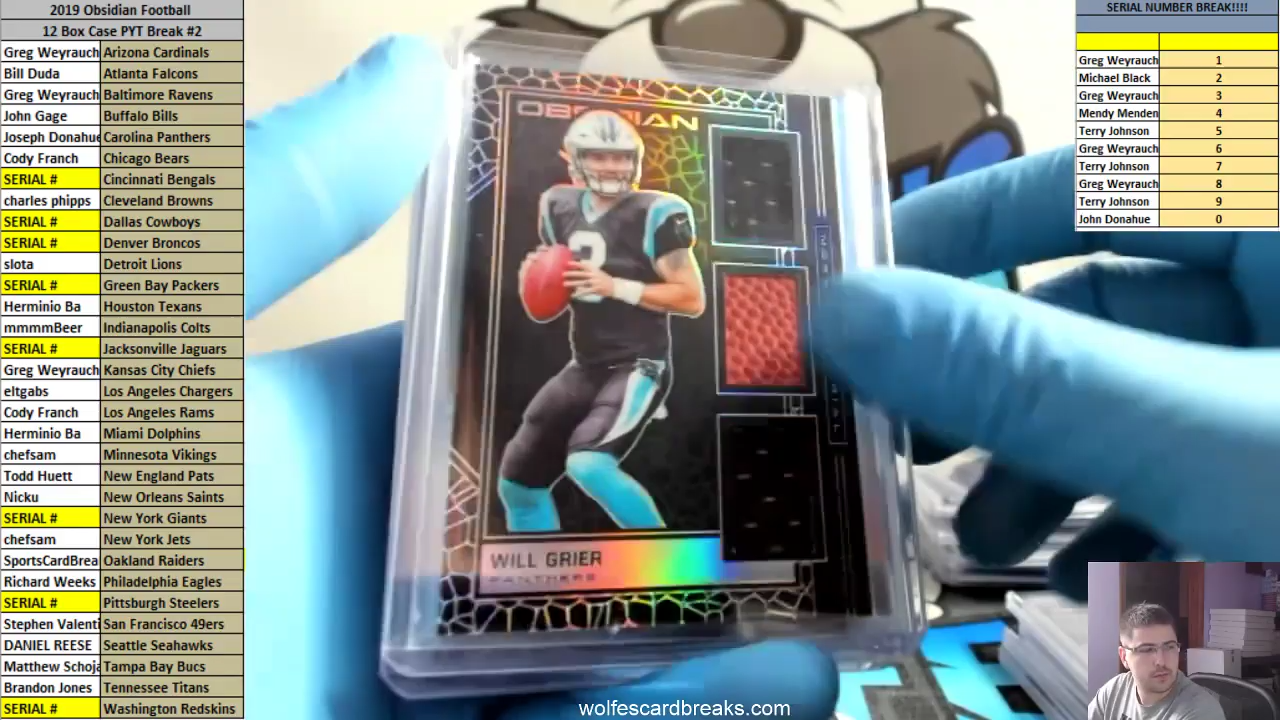 2019 Obsidian Football
12 Box Case PYT Break #2
Greg Weyrauch Arizona Cardinals
Bill Duda Atlanta Falcons
Greg Weyrauch Baltimore Ravens
John Gage Buffalo Bills
Joseph Donahue Carolina Panthers
Cody Franch Chicago Bears
SERIAL # Cincinnati Bengals
charles phipps Cleveland Browns
SERIAL # Dallas Cowboys
SERIAL # Denver Broncos
slota Detroit Lions
SERIAL # Green Bay Packers
Herminio Ba Houston Texans
mmmmBeer Indianapolis Colts
SERIAL # Jacksonville Jaguars
Greg Weyrauch Kansas City Chiefs
eltgabs Los Angeles Chargers
Cody Franch Los Angeles Rams
Herminio Ba Miami Dolphins
chefsam Minnesota Vikings
Todd Huett New England Pats
Nicku New Orleans Saints
SERIAL # New York Giants
chefsam New York Jets
SportsCardBrea Oakland Raiders
Richard Weeks Philadelphia Eagles
SERIAL # Pittsburgh Steelers
Stephen Valenti San Francisco 49ers
DANIEL REESE Seattle Seahawks
Matthew Schoja Tampa Bay Bucs
Brandon Jones Tennessee Titans
SERIAL # Washington Redskins
OBSIDIAN
3
WILL GRIER
PANTHERS
SERIAL NUMBER BREAK!!!!
Greg Weyrauch 1
Michael Black 2
Greg Weyrauch 3
Mendy Menden 4
Terry Johnson 5
Greg Weyrauch 6
Terry Johnson 7
Greg Weyrauch 8
Terry Johnson 9
John Donahue 0
wolfescardbreaks.com